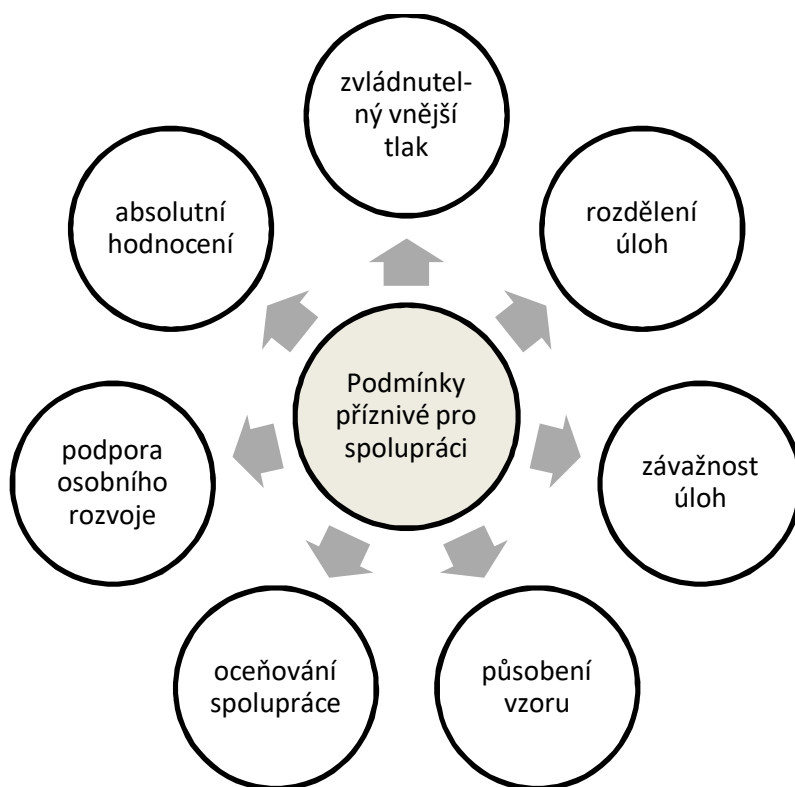 zvládnutel-
ný vnější
tlak
rozdělení
úloh
závažnost
úloh
působení
vzoru
oceňování
spolupráce
podpora
osobního
rozvoje
absolutní
hodnocení
Podmínky
příznivé pro
spolupráci